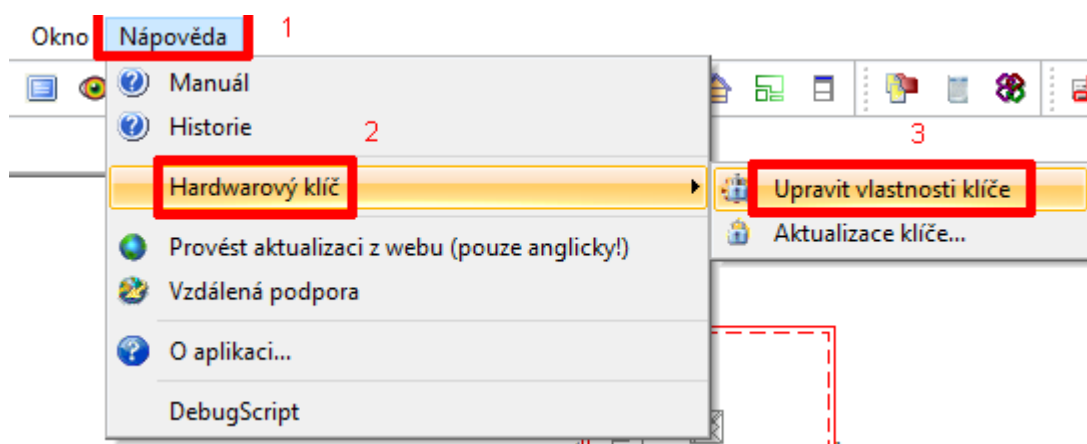 Okno Nápověda 1
Manuál
Historie
2
3
Hardwarový klíč
Upravit vlastnosti klíče
Aktualizace klíče...
Provést aktualizaci z webu (pouze anglicky!)
Vzdálená podpora
O aplikaci...
DebugScript